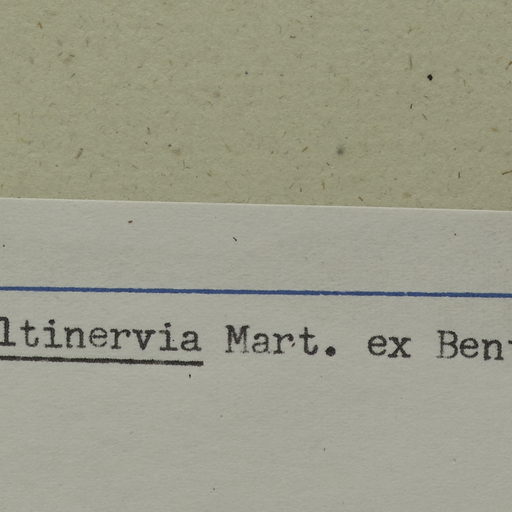 ltinervia Mart. ex Ben